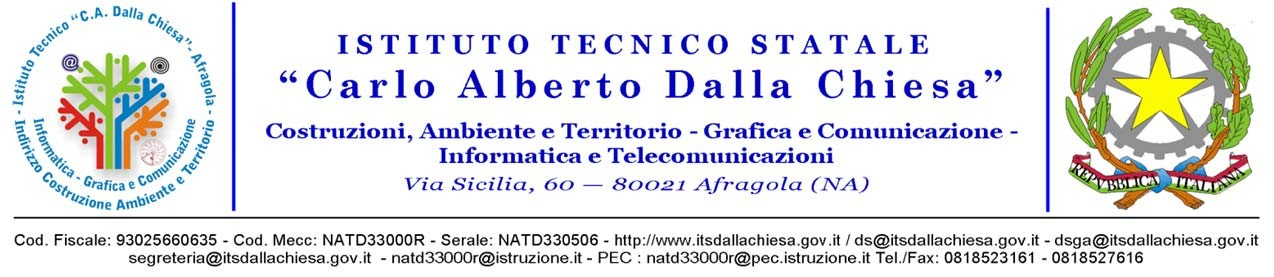 - Istituto Tecnico “C.A. Dalla Chiesa”- Afragola -
Indirizzo Costruzione Ambiente e Territorio
Informatica - Grafica e Comunicazione
@
ISTITUTO TECNICO STATALE
“Carlo Alberto Dalla Chiesa”
Costruzioni, Ambiente e Territorio - Grafica e Comunicazione -
Informatica e Telecomunicazioni
Via Sicilia, 60 — 80021 Afragola (NA)
REPVBBLICA ITALIANA
Cod. Fiscale: 93025660635 - Cod. Mecc: NATD33000R - Serale: NATD330506 - http://www.itsdallachiesa.gov.it / ds@itsdallachiesa.gov.it - dsga@itsdallachiesa.gov.it
segreteria@itsdallachiesa.gov.it - natd33000r@istruzione.it - PEC : natd33000r@pec.istruzione.it Tel./Fax: 0818523161 - 0818527616